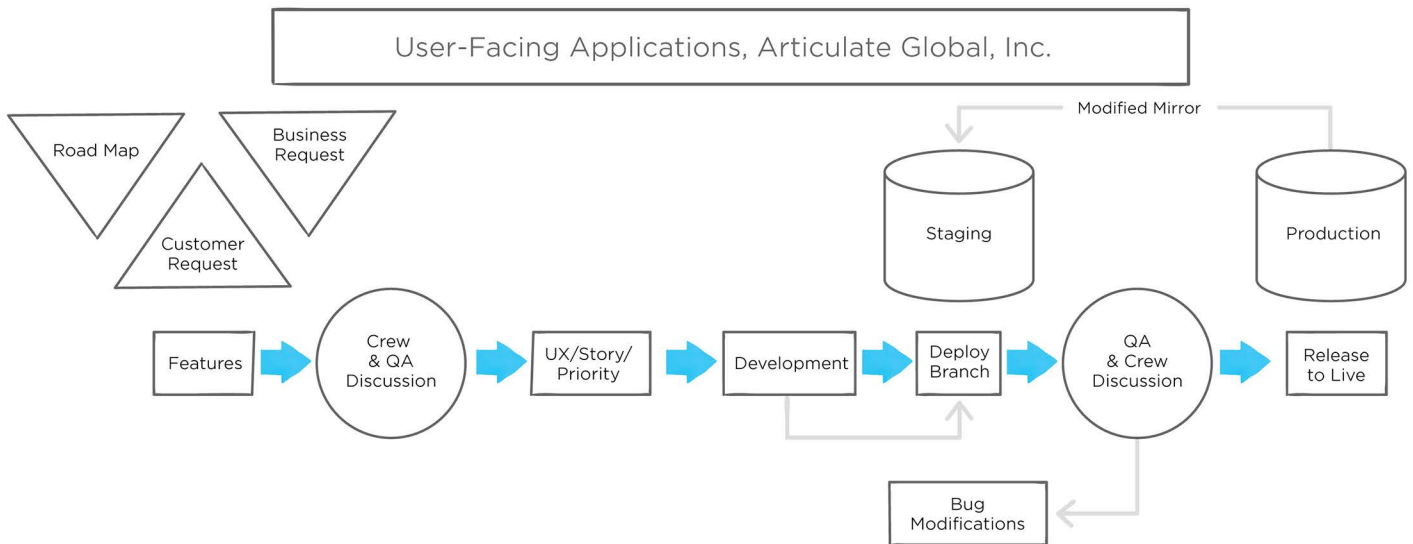 User-Facing Applications, Articulate Global, Inc.
Road Map
Business
Request
Customer
Request
Modified Mirror
Staging
Production
Features
Crew
& QA
Discussion
UX/Story/
Priority
Development
Deploy
Branch
QA
& Crew
Discussion
Release
to Live
Bug
Modifications